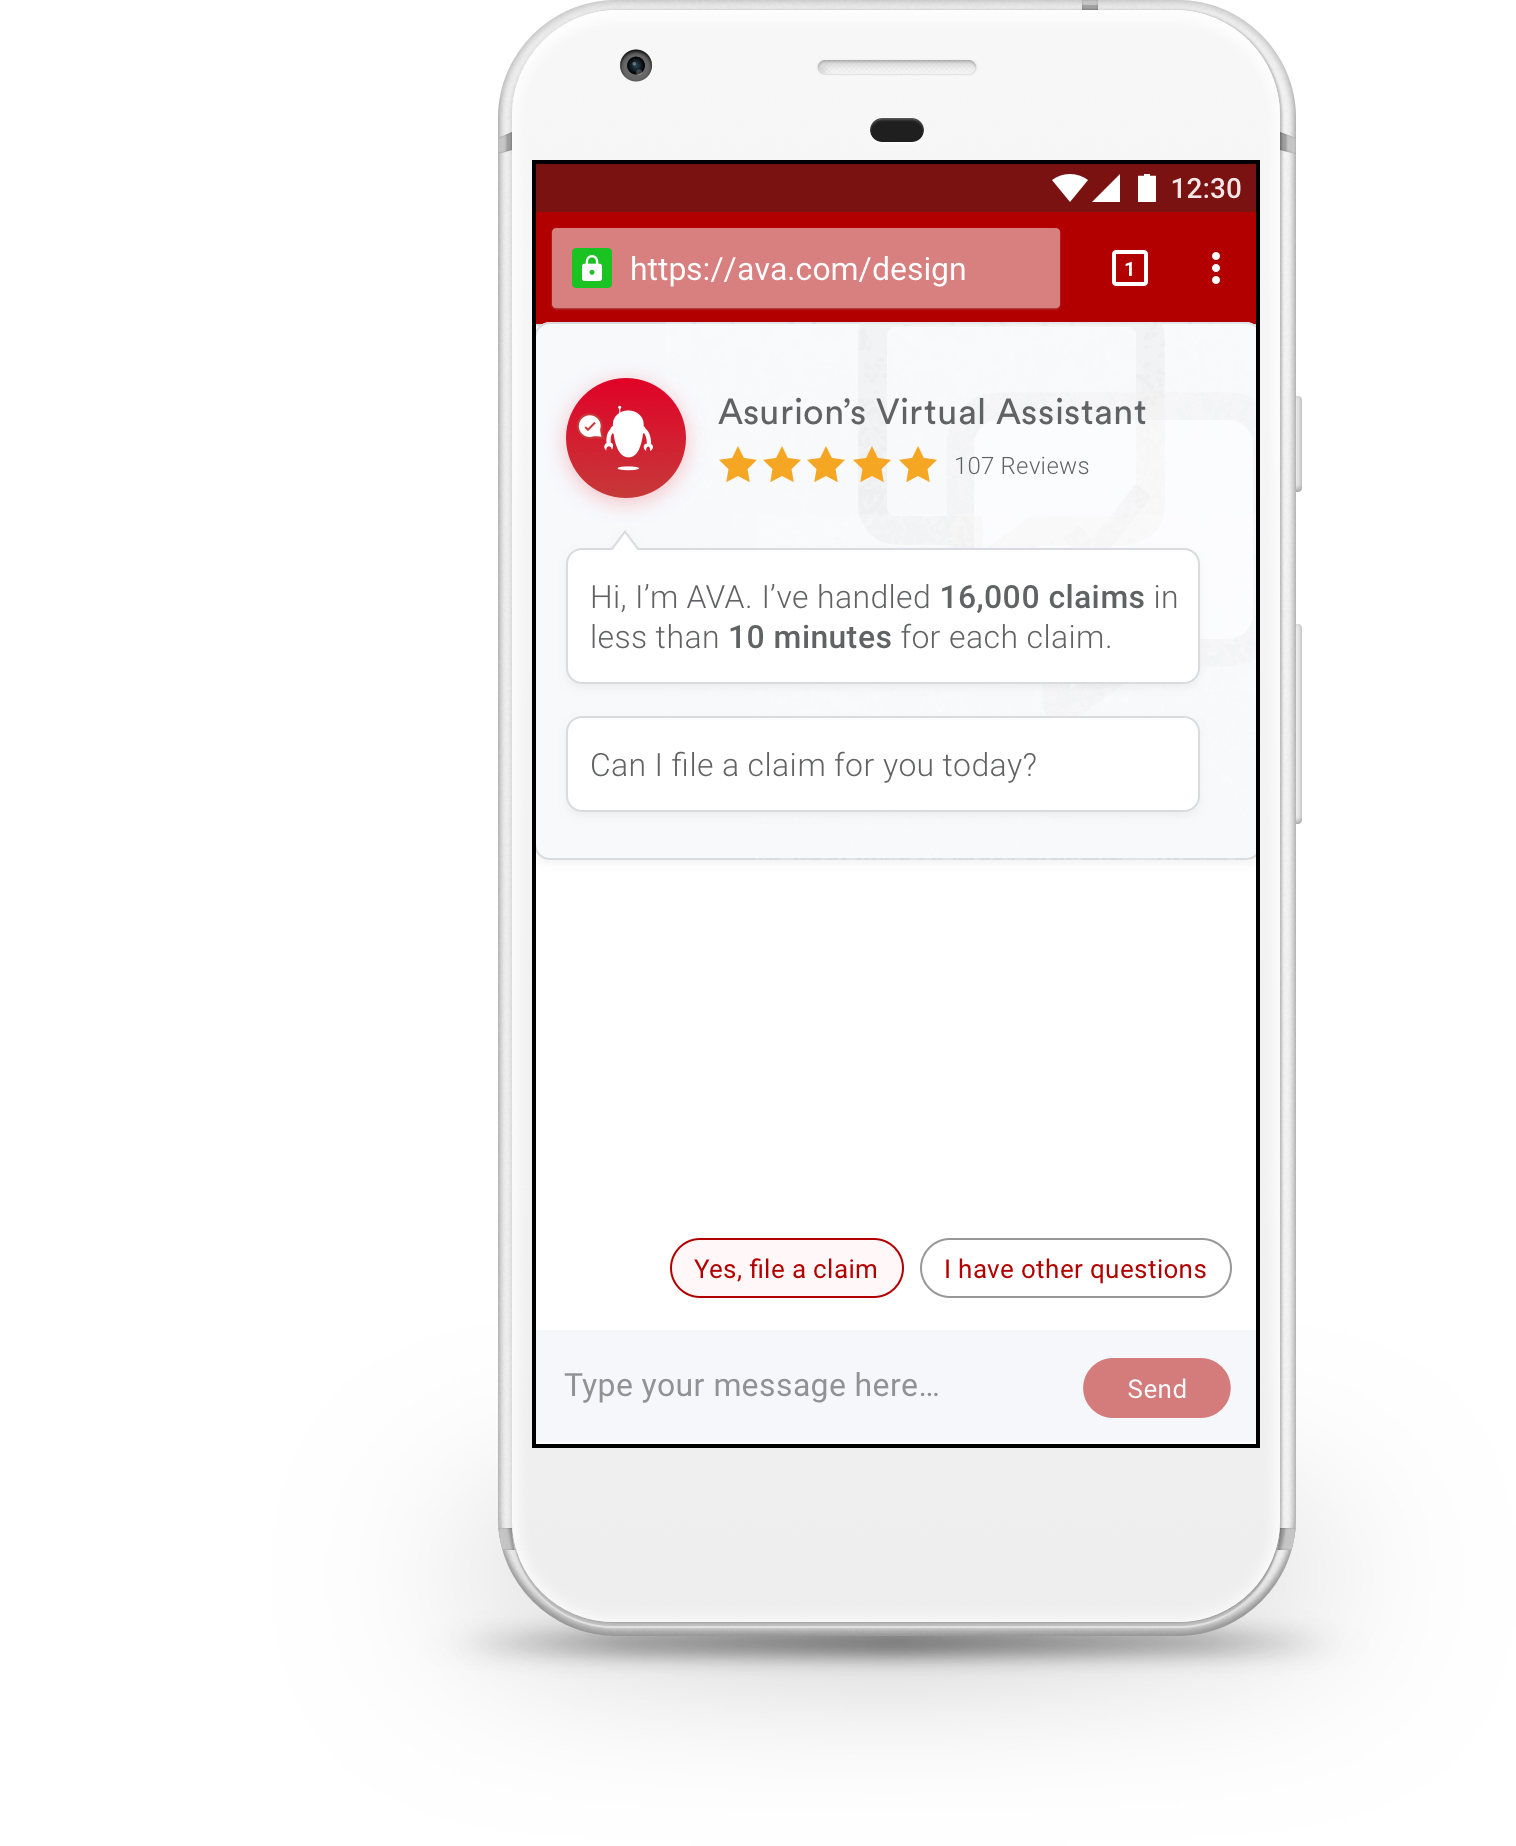 12:30
https://ava.com/design
1
Asurion’s Virtual Assistant
107 Reviews
Hi, I’m AVA. I’ve handled 16,000 claims in
less than 10 minutes for each claim.
Can I file a claim for you today?
Yes, file a claim
I have other questions
Type your message here...
Send